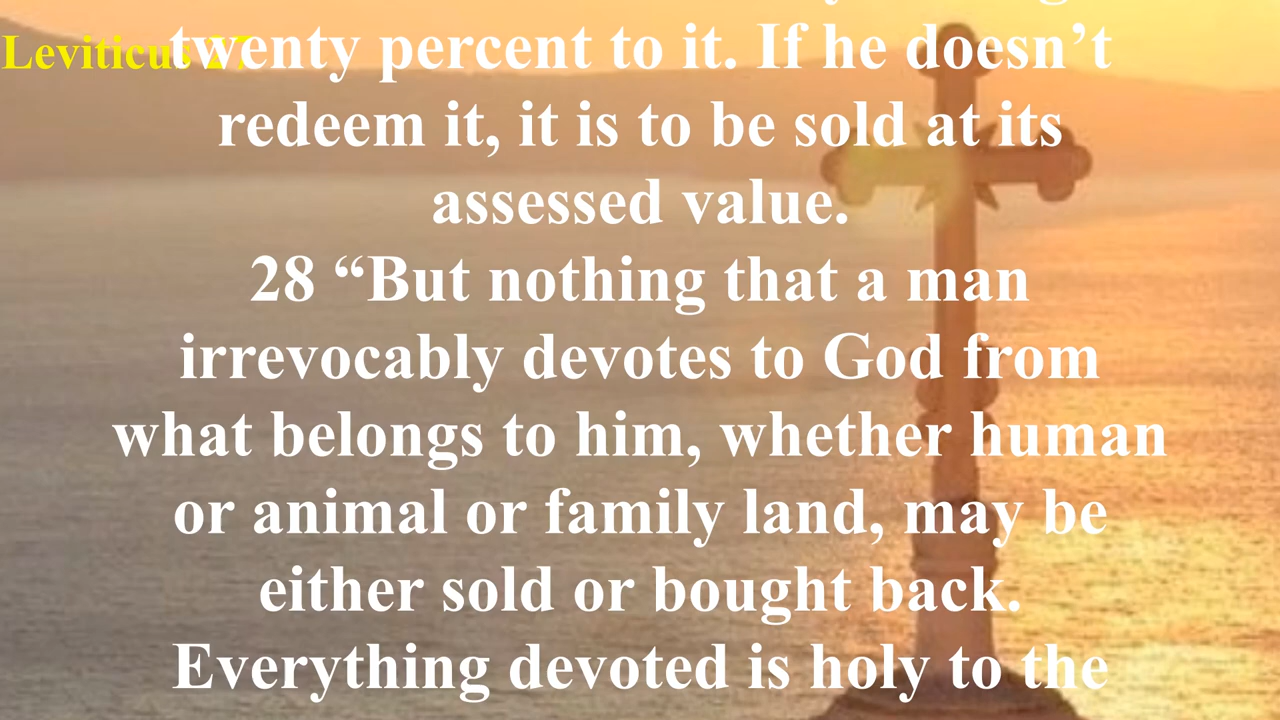 Leviticus 27
twenty percent to it. If he doesn’t
redeem it, it is to be sold at its
assessed value.
28 “But nothing that a man
irrevocably devotes to God from
what belongs to him, whether human
or animal or family land, may be
either sold or bought back.
Everything devoted is holy to the